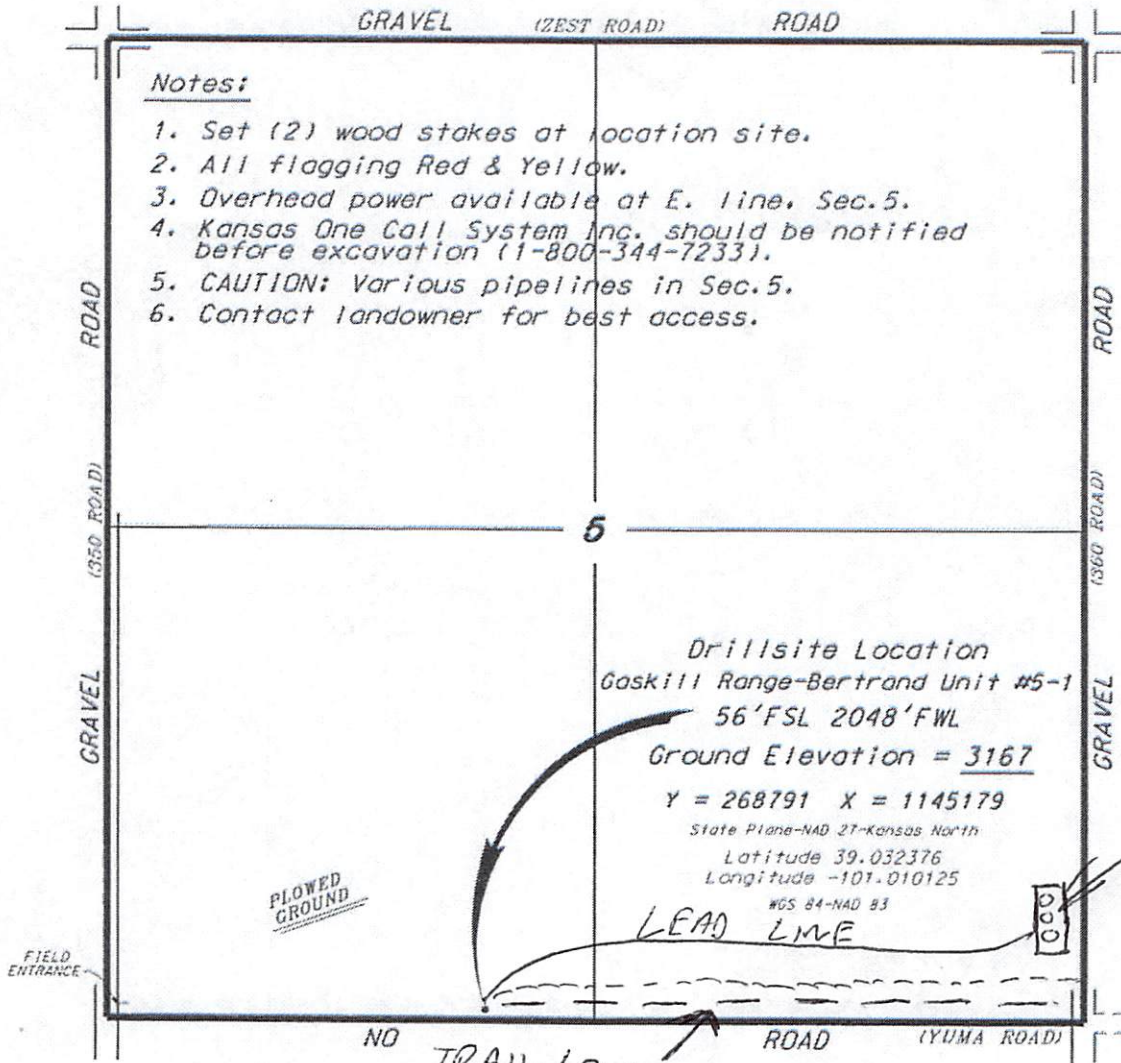 GRAVEL (ZEST ROAD) ROAD
Notes:
1. Set (2) wood stakes at location site.
2. All flagging Red & Yellow.
3. Overhead power available at E. line, Sec.5.
4. Kansas One Call System Inc. should be notified
before excavation (1-800-344-7233).
5. CAUTION: Various pipelines in Sec.5.
6. Contact landowner for best access.
ROAD
(350 ROAD)
GRAVEL
ROAD
(360 ROAD)
GRAVEL
5
Drillsite Location
Gaskill Range-Bertrand Unit #5-1
56'FSL 2048'FWL
Ground Elevation = 3167
Y = 268791 X = 1145179
State Plane-NAD 27-Kansas North
Latitude 39.032376
Longitude -101.010125
WGS 84-NAD 83
PLOWED
GROUND
LEAD LINE
FIELD
ENTRANCE
NO ROAD (YUMA ROAD)